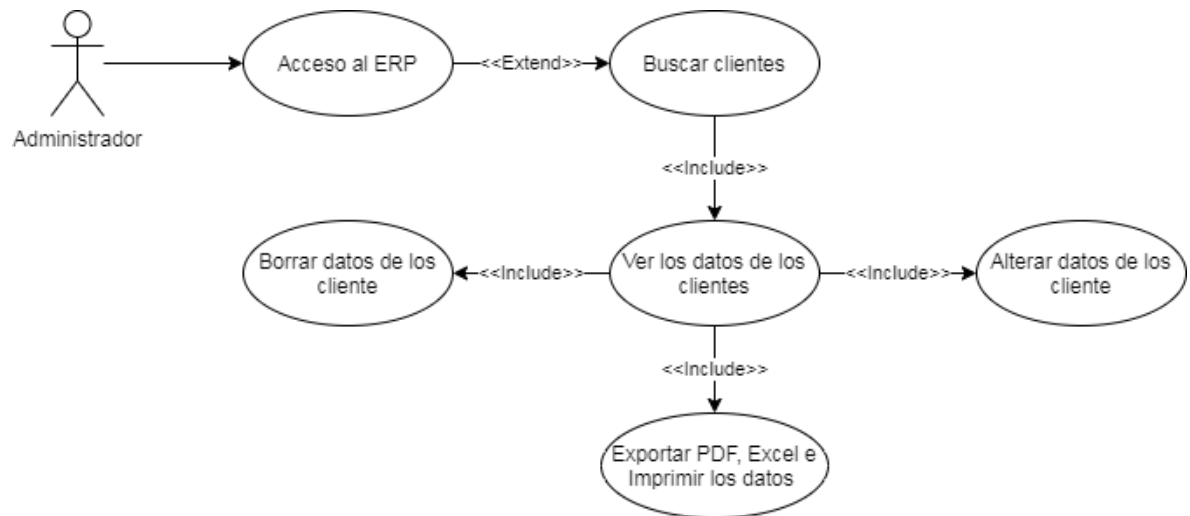 Administrador
Acceso al ERP
<<Extend>>
Buscar clientes
<<Include>>
Borrar datos de los
cliente
<<Include>>
Ver los datos de los
clientes
<<Include>>
Alterar datos de los
cliente
<<Include>>
Exportar PDF, Excel e
Imprimir los datos